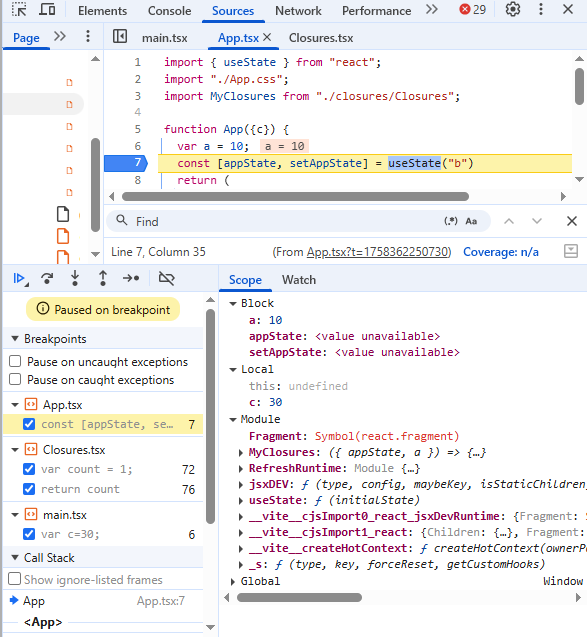 Elements Console Sources Network Performance 29
Page main.tsx App.tsx Closures.tsx
1 import { useState } from "react";
2 import "./App.css";
3 import MyClosures from "./closures/Closures";
4
5 function App({c}) {
6 var a = 10; a = 10
7 const [appState, setAppState] = useState("b")
8 return (
Find (.*) Aa
Line 7, Column 35 (From App.tsx?t=1758362250730) Coverage: n/a
Paused on breakpoint
Breakpoints
Pause on uncaught exceptions
Pause on caught exceptions
App.tsx
const [appState, se… 7
Closures.tsx
var count = 1; 72
return count 76
main.tsx
var c=30; 6
Call Stack
Show ignore-listed frames
App App.tsx:7
<App>
Scope Watch
Block
a: 10
appState: <value unavailable>
setAppState: <value unavailable>
Local
this: undefined
c: 30
Module
Fragment: Symbol(react.fragment)
MyClosures: ({ appState, a }) => {…}
RefreshRuntime: Module {…}
jsxDEV: ƒ (type, config, maybeKey, isStaticChildren,
useState: ƒ (initialState)
__vite__cjsImport0_react_jsxDevRuntime: {Fragment: S
__vite__cjsImport1_react: {Children: {…}, Fragment:
__vite__createHotContext: ƒ createHotContext(ownerP
_s: ƒ (type, key, forceReset, getCustomHooks)
Global Window